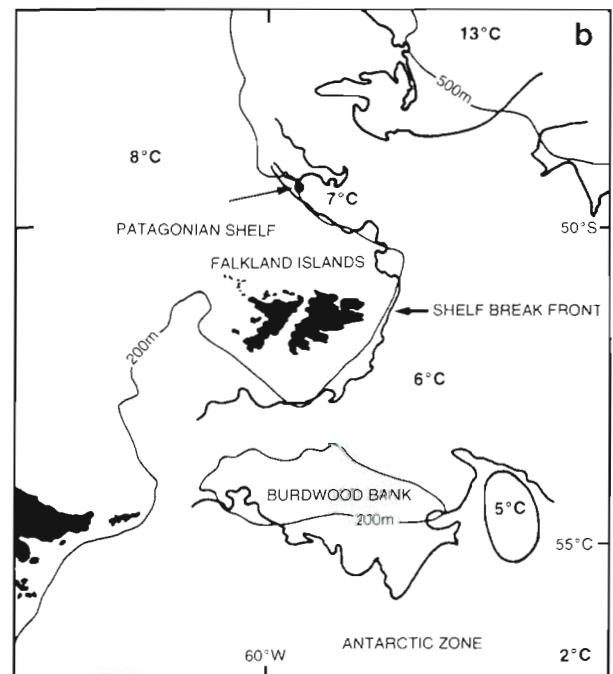 13°C
b
500m
8°C
7°C
PATAGONIAN SHELF
50°S
FALKLAND ISLANDS
SHELF BREAK FRONT
200m
6°C
BURDWOOD BANK
5°C
200m
55°C
ANTARCTIC ZONE
60°W
2°C